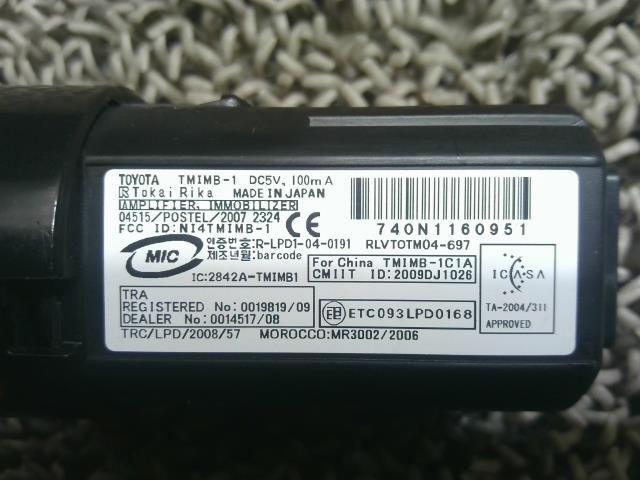 TOYOTA TMIMB-1 DC5V, 100mA
Tokai Rika MADE IN JAPAN
AMPLIFIER, IMMOBILIZER
04515/POSTEL/2007 2324
FCC ID:NI4TMIMB-1
CE
740N1160951
MIC
인증번호:R-LPD1-04-0191 RLVTOTM04-697
제조년월:barcode
For China TMIMB-1C1A
CMIIT ID:2009DJ1026
IC:2842A-TMIMB1
ICASA
TA-2004/311
APPROVED
TRA
REGISTERED No:0019819/09
DEALER No:0014517/08
ETC093LPD0168
TRC/LPD/2008/57 MOROCCO:MR3002/2006